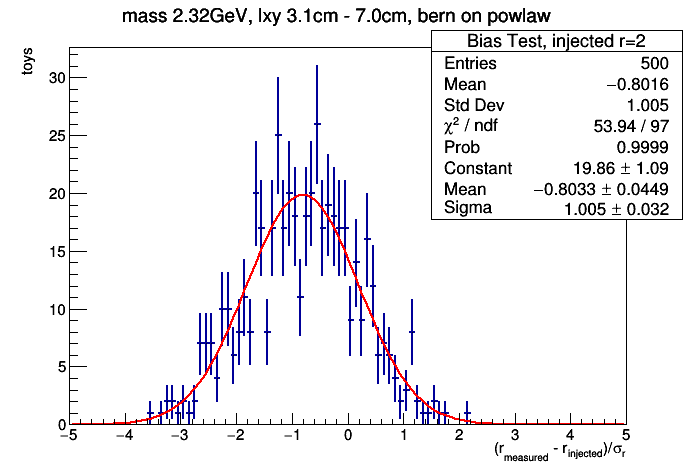 mass 2.32GeV, lxy 3.1cm - 7.0cm, bern on powlaw
Bias Test, injected r=2
Entries 500
Mean −0.8016
Std Dev 1.005
χ² / ndf 53.94 / 97
Prob 0.9999
Constant 19.86 ± 1.09
Mean −0.8033 ± 0.0449
Sigma 1.005 ± 0.032
toys
30
25
20
15
10
5
0
−5 −4 −3 −2 −1 0 1 2 3 4 5
(r_measured - r_injected)/σ_r